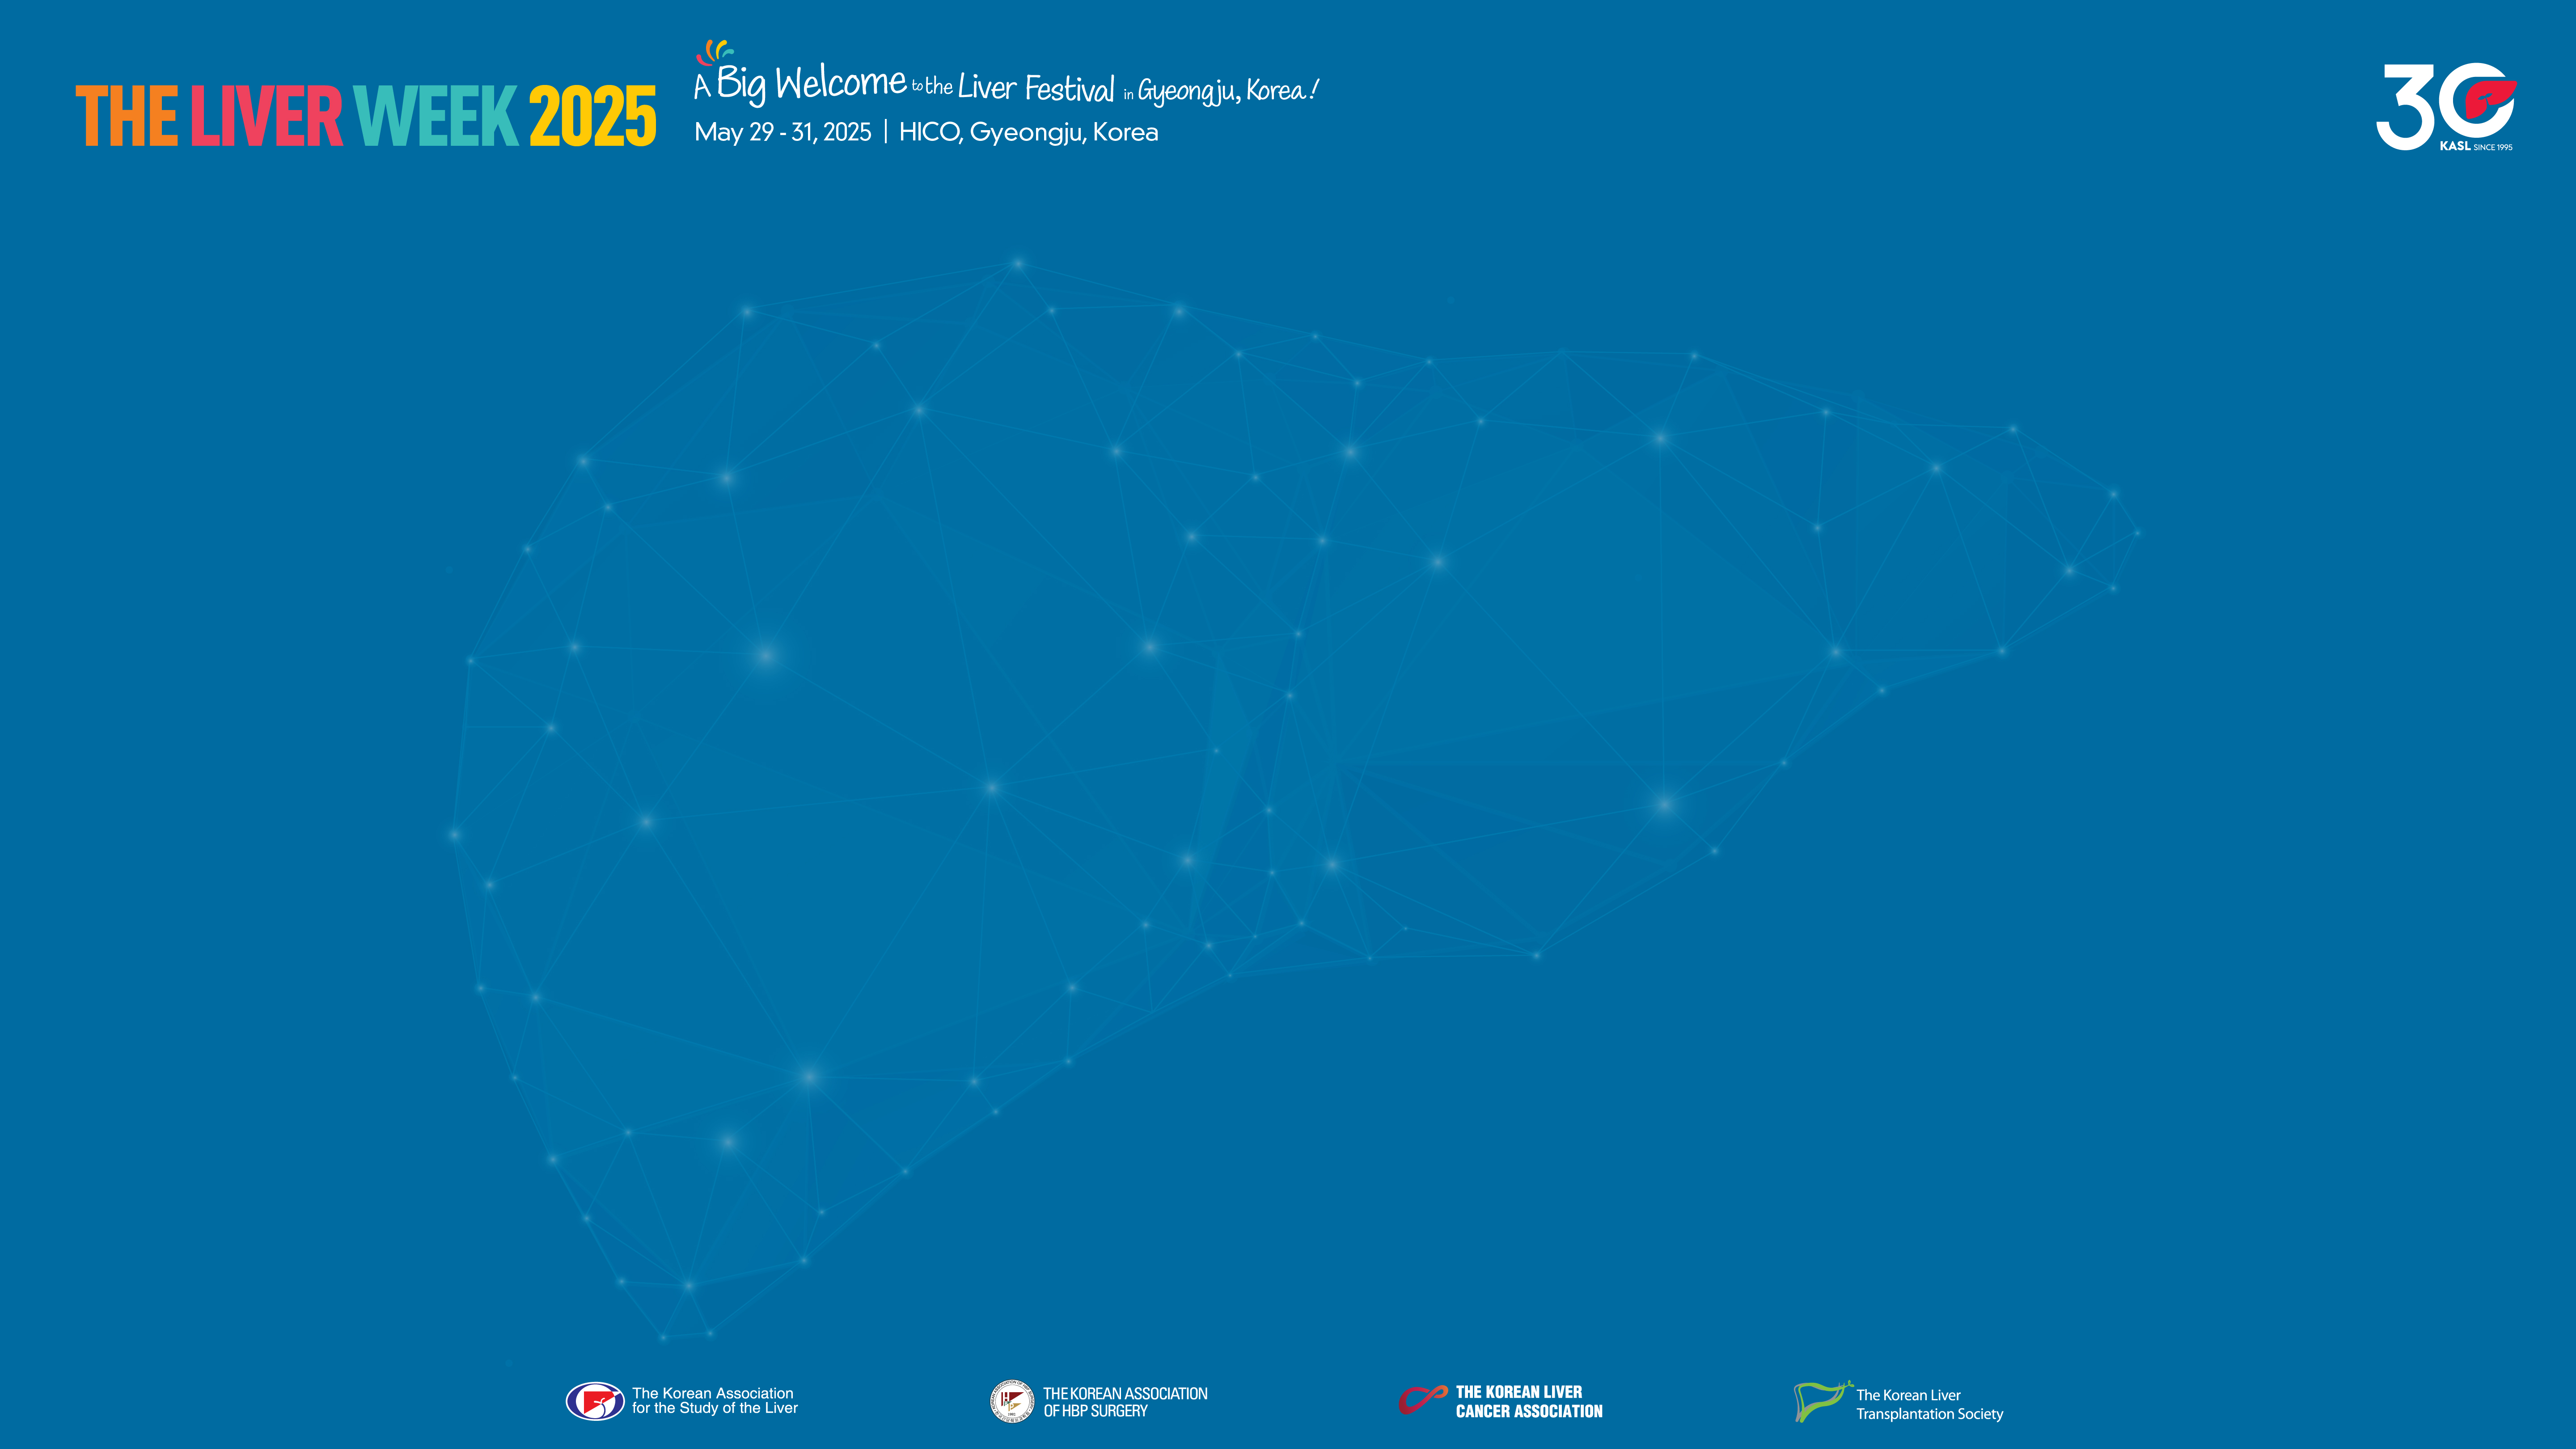 THE LIVER WEEK 2025
A Big Welcome to the Liver Festival in Gyeongju, Korea!
May 29 - 31, 2025 | HICO, Gyeongju, Korea
30
KASL SINCE 1995
The Korean Association
for the Study of the Liver
THE KOREAN ASSOCIATION
OF HBP SURGERY
THE KOREAN LIVER
CANCER ASSOCIATION
The Korean Liver
Transplantation Society